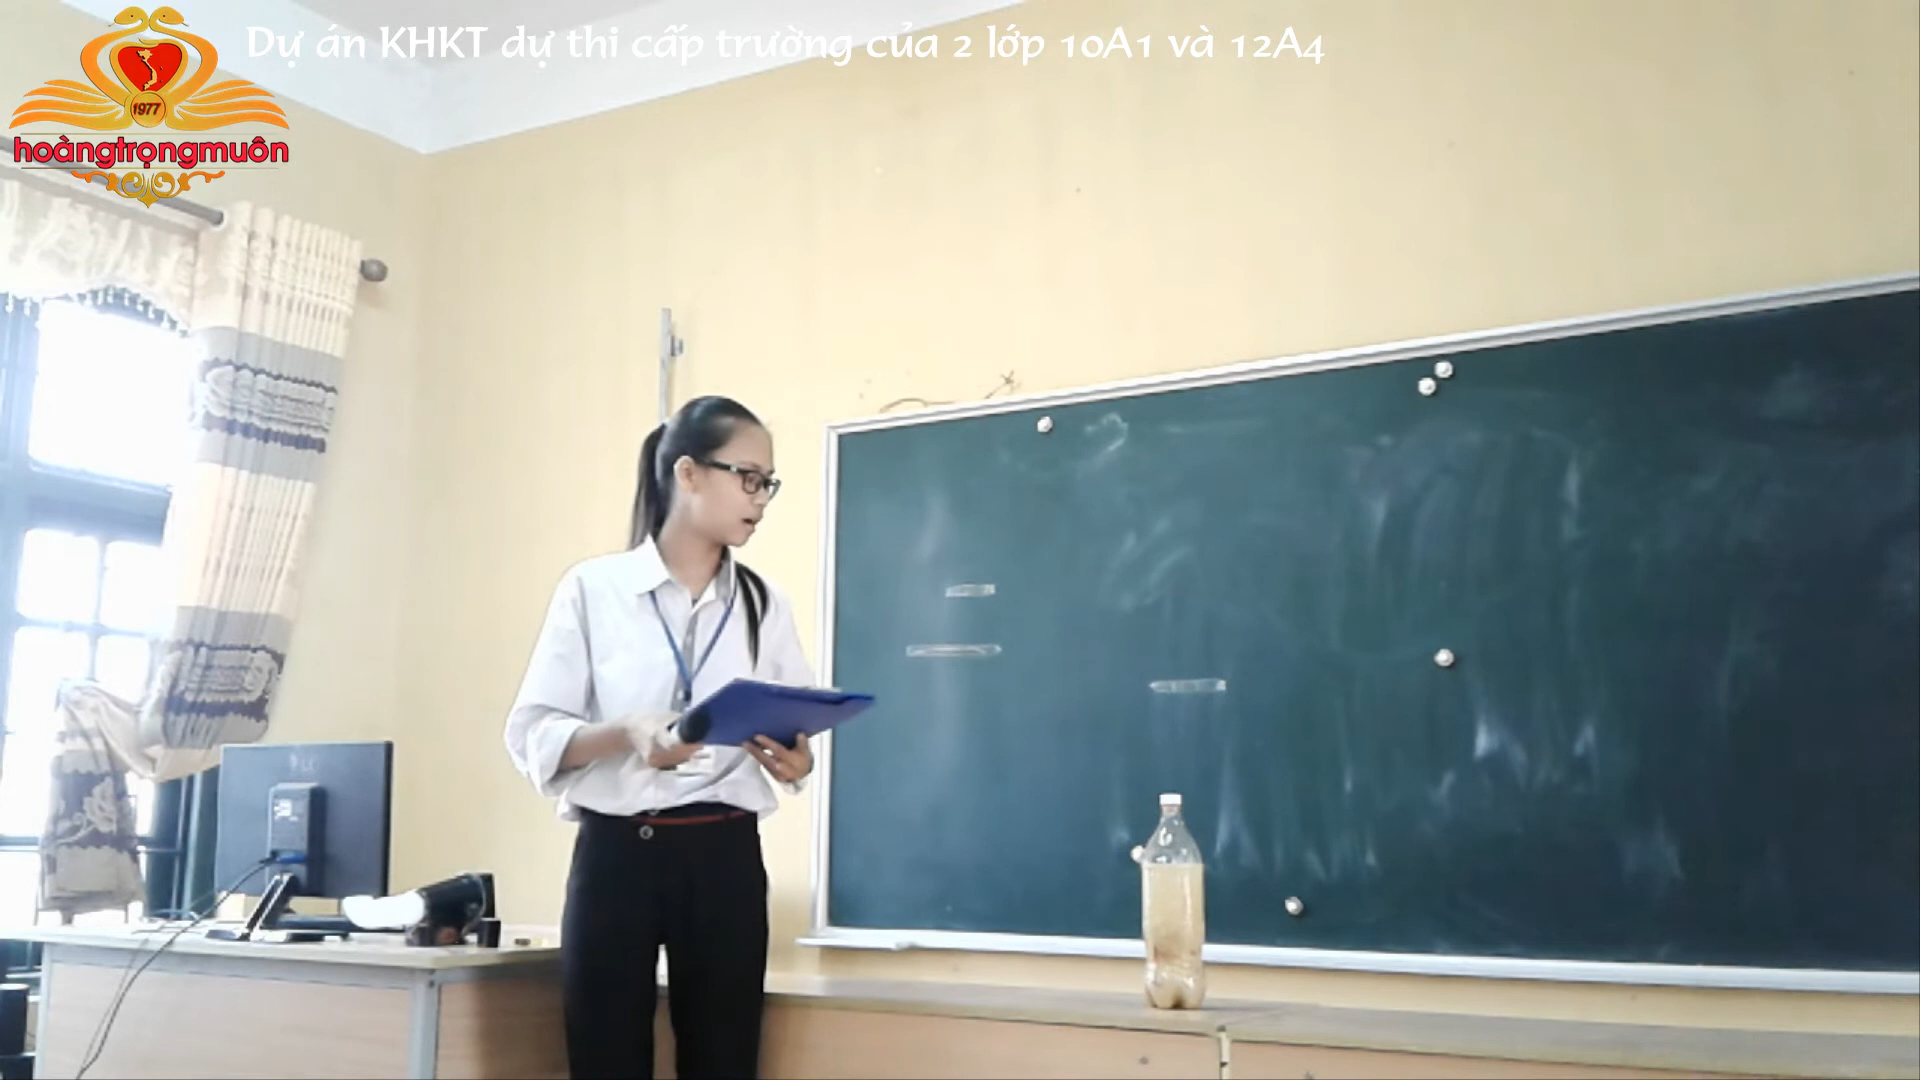 Dự án KHKT dự thi cấp trường của 2 lớp 10A1 và 12A4
1977
hoàngtrọngmuôn